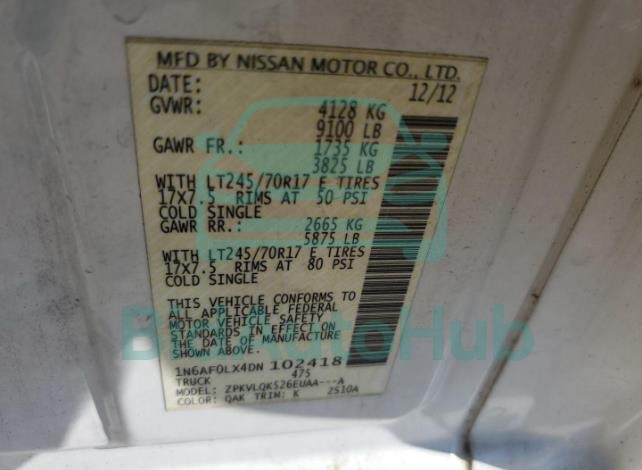 MFD BY NISSAN MOTOR CO., LTD.
DATE: 12/12
GVWR: 4128 KG
9100 LB
GAWR FR.: 1735 KG
3825 LB
WITH LT245/70R17 E TIRES
17X7.5 RIMS AT 50 PSI
COLD SINGLE
GAWR RR.: 2665 KG
5875 LB
WITH LT245/70R17 E TIRES
17X7.5 RIMS AT 80 PSI
COLD SINGLE
THIS VEHICLE CONFORMS TO
ALL APPLICABLE FEDERAL
MOTOR VEHICLE SAFETY
STANDARDS IN EFFECT ON
THE DATE OF MANUFACTURE
SHOWN ABOVE.
1N6AF0LX4DN 102418
TRUCK 475
MODEL: ZPKVLQKS26EUAA---A
COLOR: QAK TRIM: K ZS10A
AutoHub